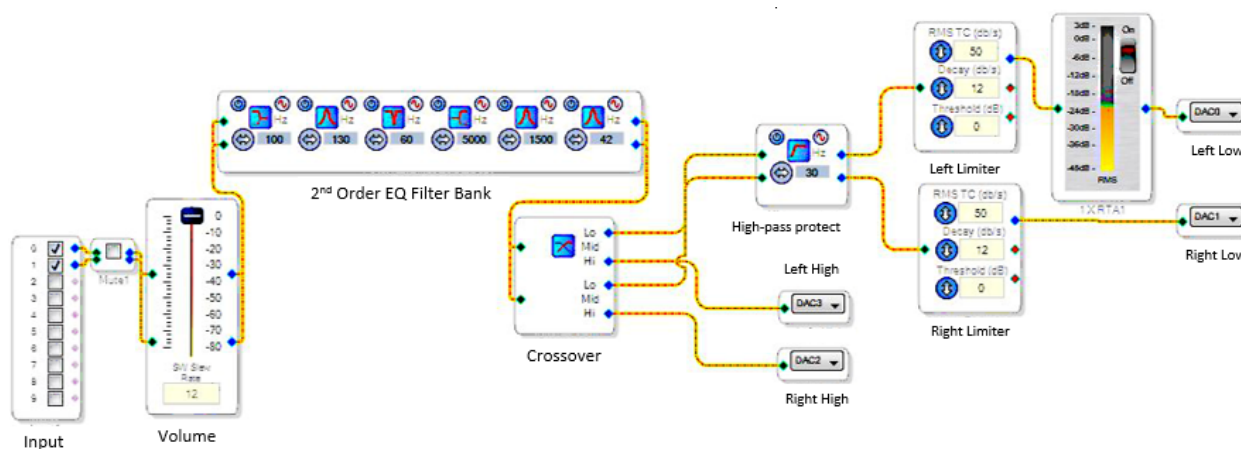 0
1
2
3
4
5
6
7
8
9
Input
Mute1
0
-10
-20
-30
-40
-50
-60
-70
-80
SW Slew
Rate
12
Volume
Hz Hz Hz Hz Hz Hz
100 130 60 5000 1500 42
2nd Order EQ Filter Bank
Lo
Mid
Hi
Lo
Mid
Hi
Crossover
Hz
30
High-pass protect
Left High
DAC3
DAC2
Right High
RMS TC (db/s)
50
Decay (db/s)
12
Threshold (dB)
0
Left Limiter
RMS TC (db/s)
50
Decay (db/s)
12
Threshold (dB)
0
Right Limiter
3dB
0dB
-6dB
-12dB
-18dB
-24dB
-30dB
-36dB
-48dB
RMS
On
Off
1XRTA1
DAC0
Left Low
DAC1
Right Low